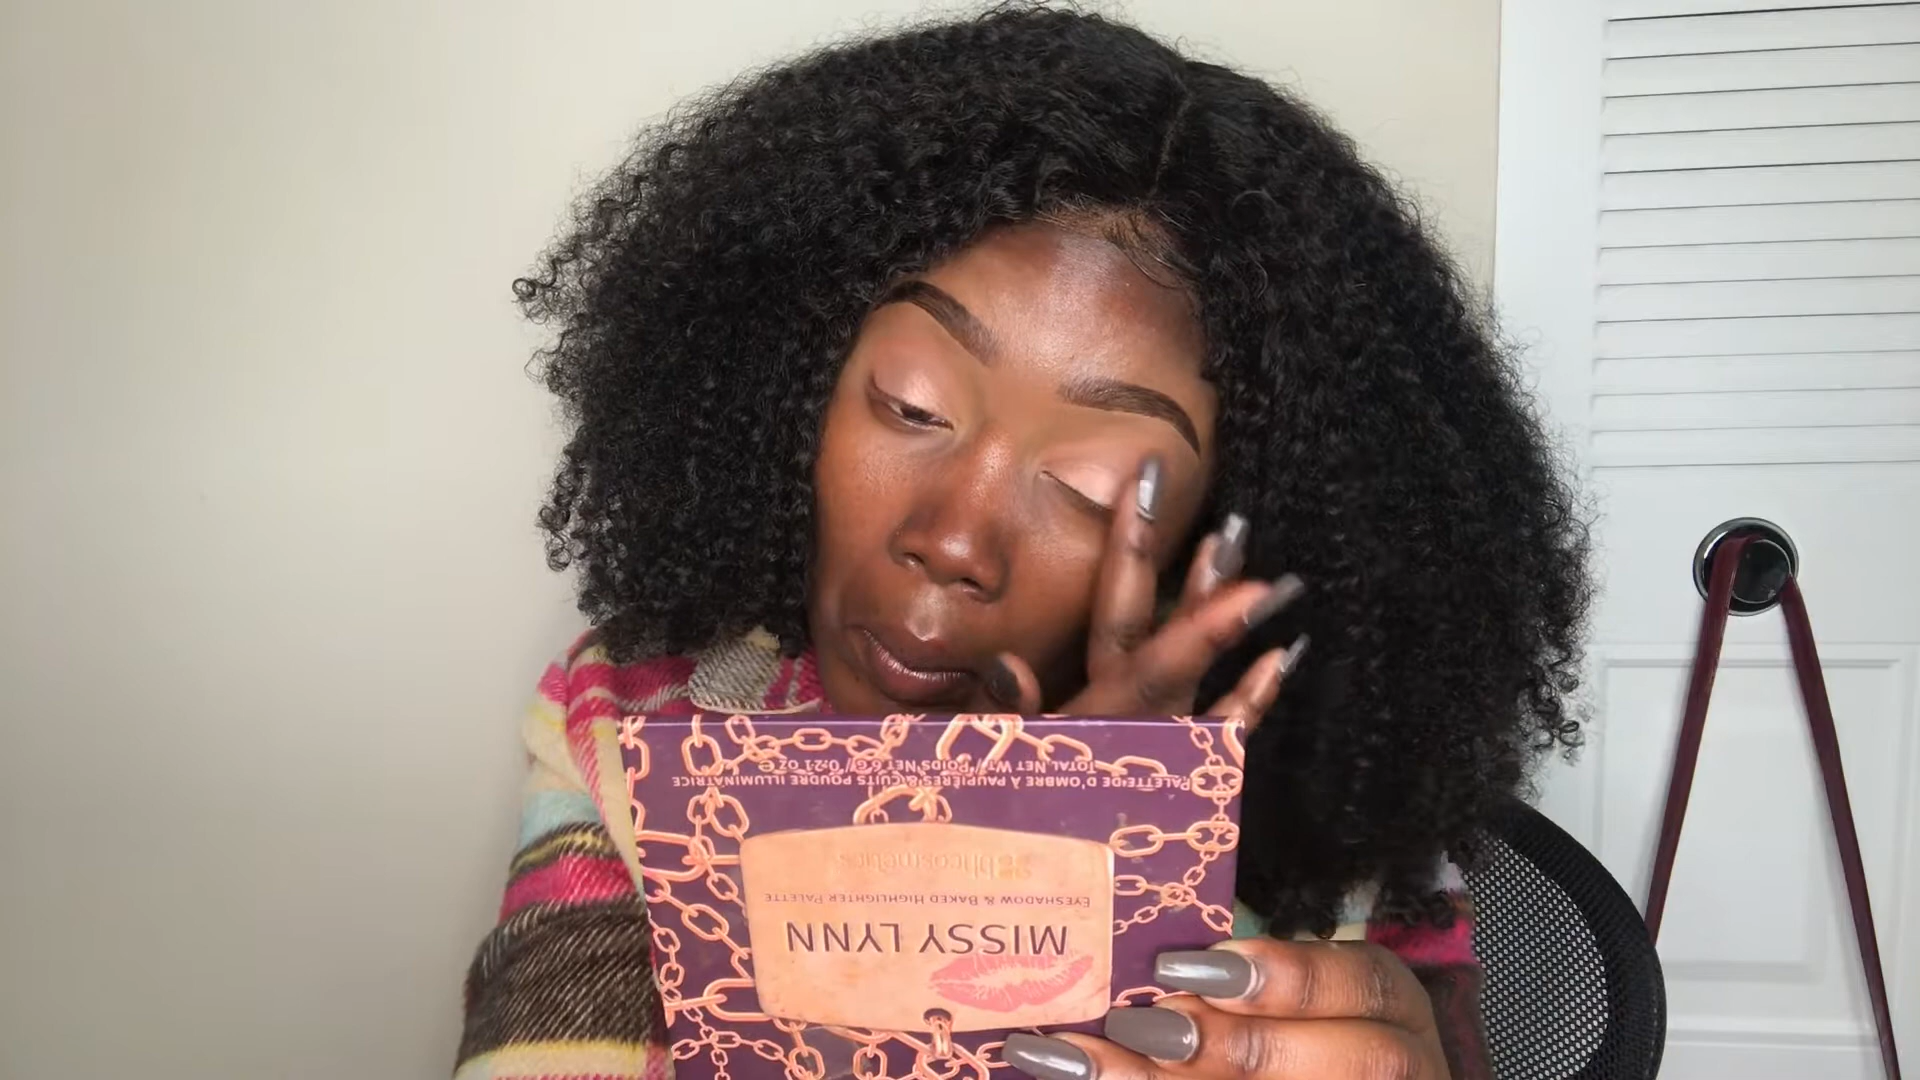 MISSY LYNN
EYESHADOW & BAKED HIGHLIGHTER PALETTE
bhcosmetics
PALETTE DE D'OMBRE À PAUPIÈRES & CUITS POUDRE ILLUMINATRICE
TOTAL NET WT / POIDS NET 6 G / 0.21 OZ ℮